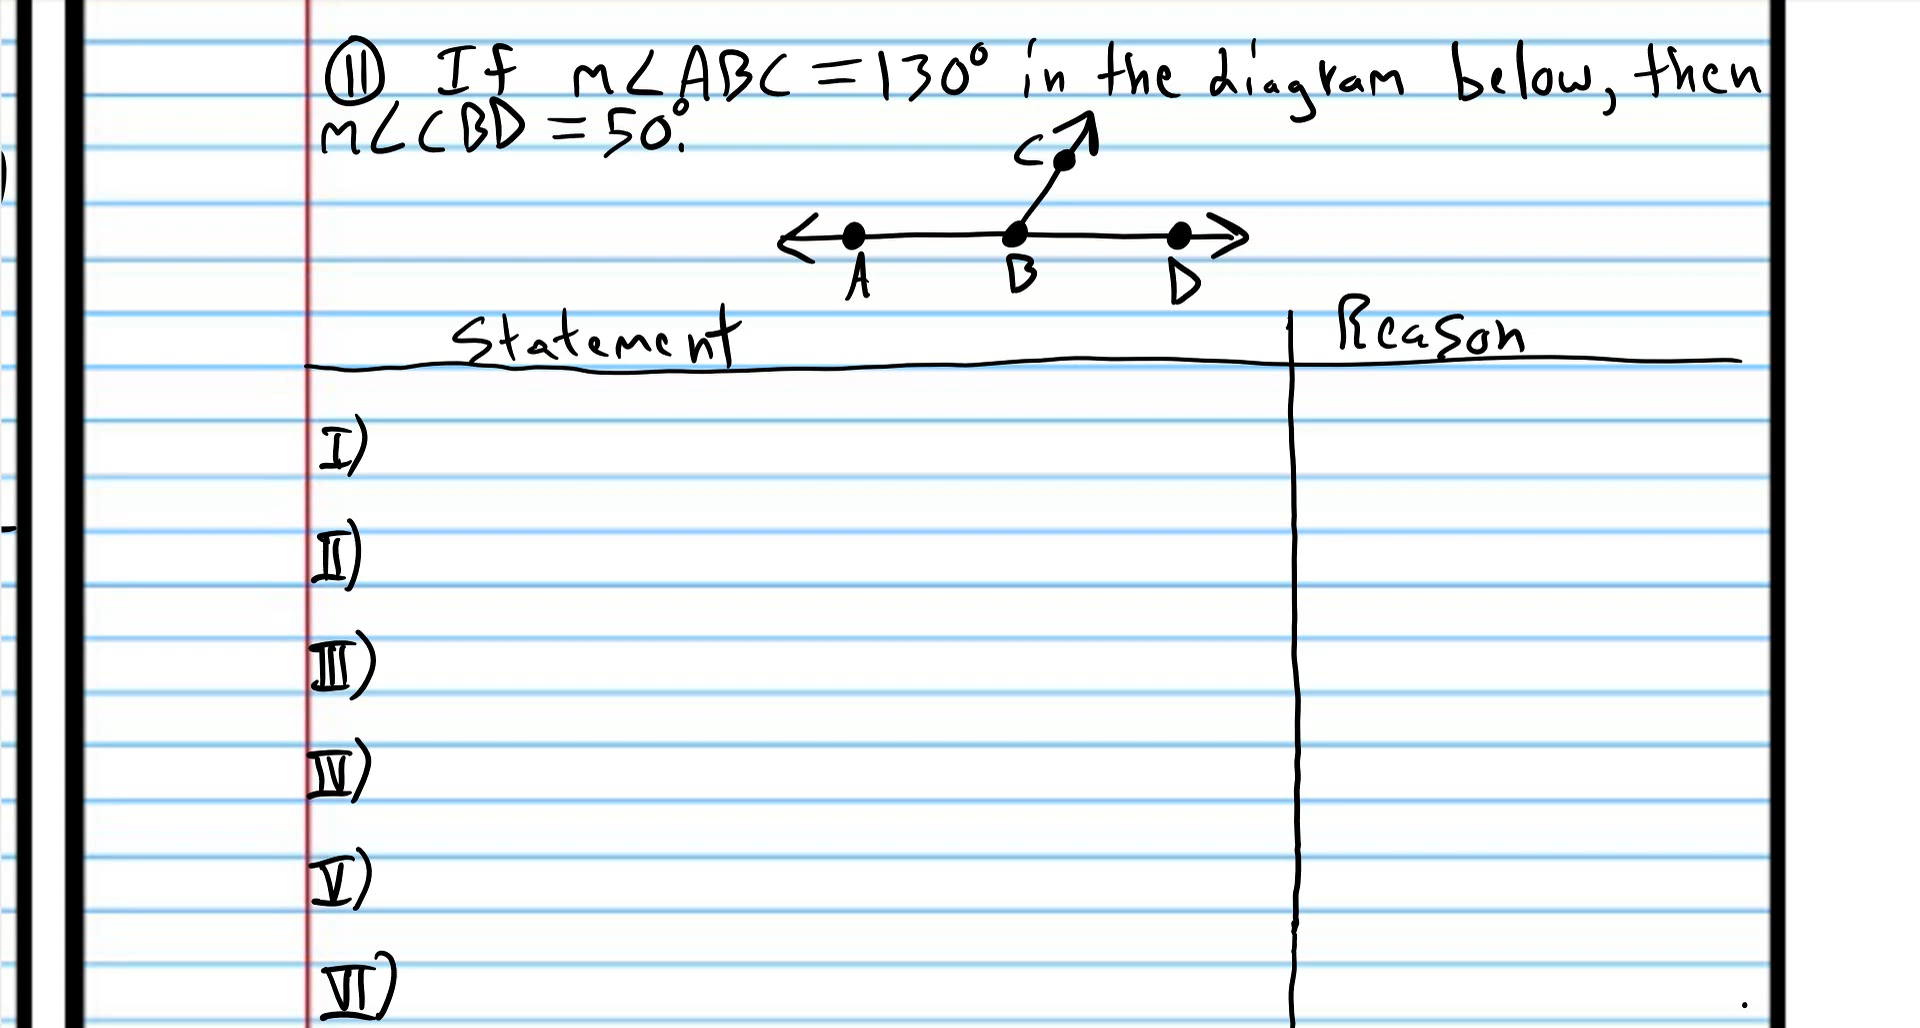 ⑪ If m∠ABC = 130° in the diagram below, then
m∠CBD = 50°.
C
A B D
Statement Reason
I)
II)
III)
IV)
V)
VI)